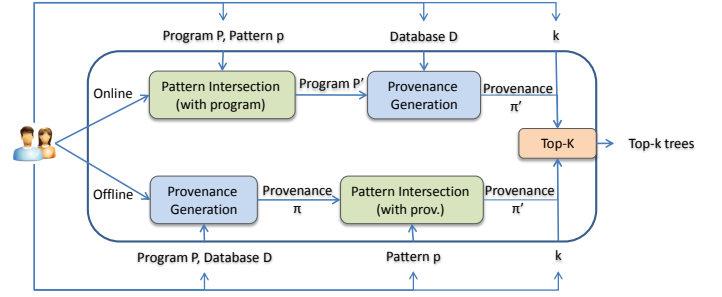 Program P, Pattern p
Database D
k
Online
Pattern Intersection
(with program)
Program P’
Provenance
Generation
Provenance
π’
Top-K
Top-k trees
Offline
Provenance
Generation
Provenance
π
Pattern Intersection
(with prov.)
Provenance
π’
Program P, Database D
Pattern p
k